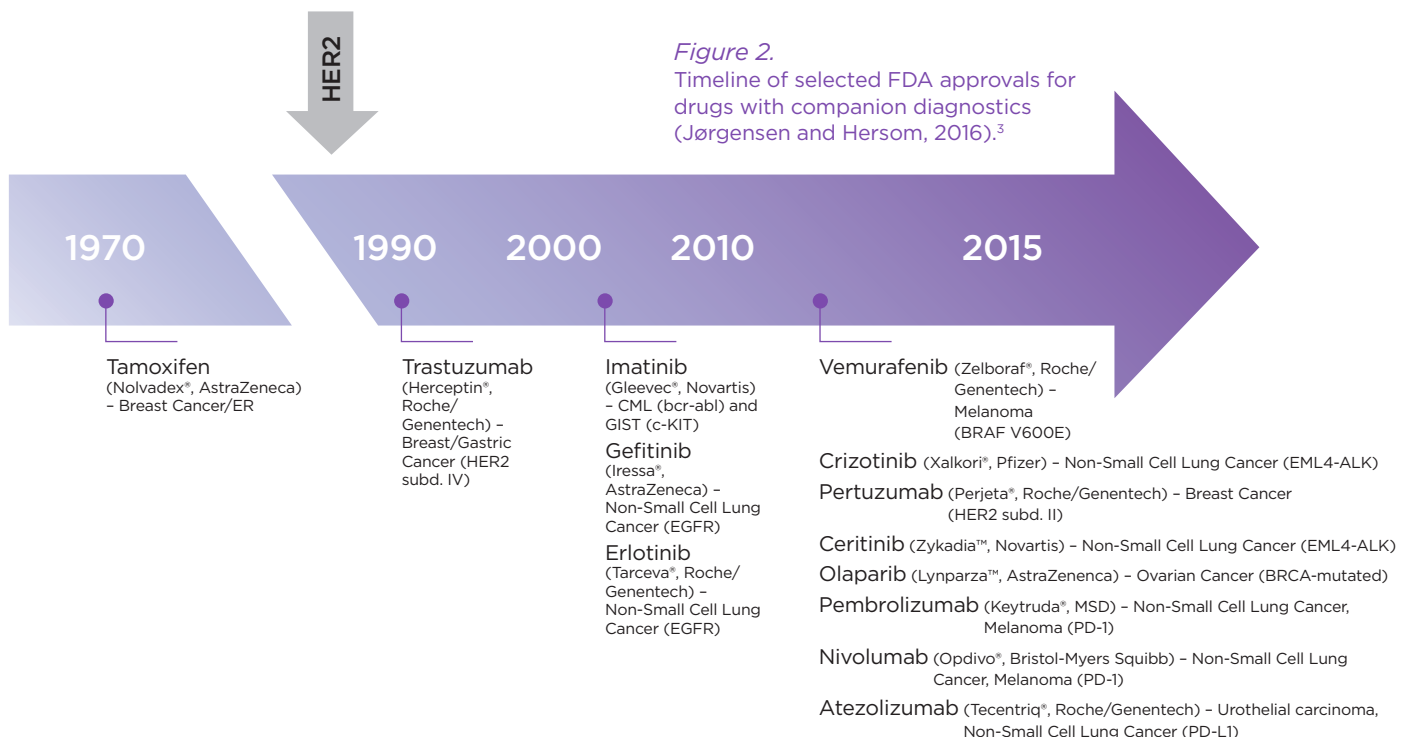 HER2
Figure 2.
Timeline of selected FDA approvals for
drugs with companion diagnostics
(Jørgensen and Hersom, 2016).³
1970
1990
2000
2010
2015
Tamoxifen
(Nolvadex®, AstraZeneca)
– Breast Cancer/ER
Trastuzumab
(Herceptin®,
Roche/
Genentech) –
Breast/Gastric
Cancer (HER2
subd. IV)
Imatinib
(Gleevec®, Novartis)
– CML (bcr-abl) and
GIST (c-KIT)
Gefitinib
(Iressa®,
AstraZeneca) –
Non-Small Cell Lung
Cancer (EGFR)
Erlotinib
(Tarceva®, Roche/
Genentech) –
Non-Small Cell Lung
Cancer (EGFR)
Vemurafenib (Zelboraf®, Roche/
Genentech) –
Melanoma
(BRAF V600E)
Crizotinib (Xalkori®, Pfizer) – Non-Small Cell Lung Cancer (EML4-ALK)
Pertuzumab (Perjeta®, Roche/Genentech) – Breast Cancer
(HER2 subd. II)
Ceritinib (Zykadia™, Novartis) – Non-Small Cell Lung Cancer (EML4-ALK)
Olaparib (Lynparza™, AstraZenenca) – Ovarian Cancer (BRCA-mutated)
Pembrolizumab (Keytruda®, MSD) – Non-Small Cell Lung Cancer,
Melanoma (PD-1)
Nivolumab (Opdivo®, Bristol-Myers Squibb) – Non-Small Cell Lung
Cancer, Melanoma (PD-1)
Atezolizumab (Tecentriq®, Roche/Genentech) – Urothelial carcinoma,
Non-Small Cell Lung Cancer (PD-L1)